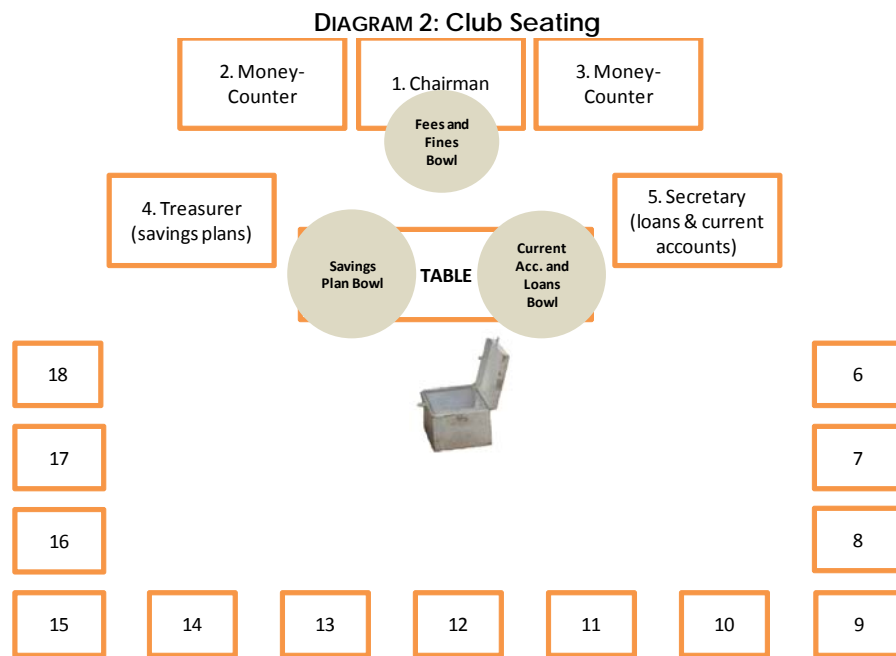 DIAGRAM 2: Club Seating
2. Money-
Counter
1. Chairman
3. Money-
Counter
Fees and
Fines
Bowl
4. Treasurer
(savings plans)
5. Secretary
(loans & current
accounts)
Savings
Plan Bowl
TABLE
Current
Acc. and
Loans
Bowl
18
6
17
7
16
8
15
14
13
12
11
10
9